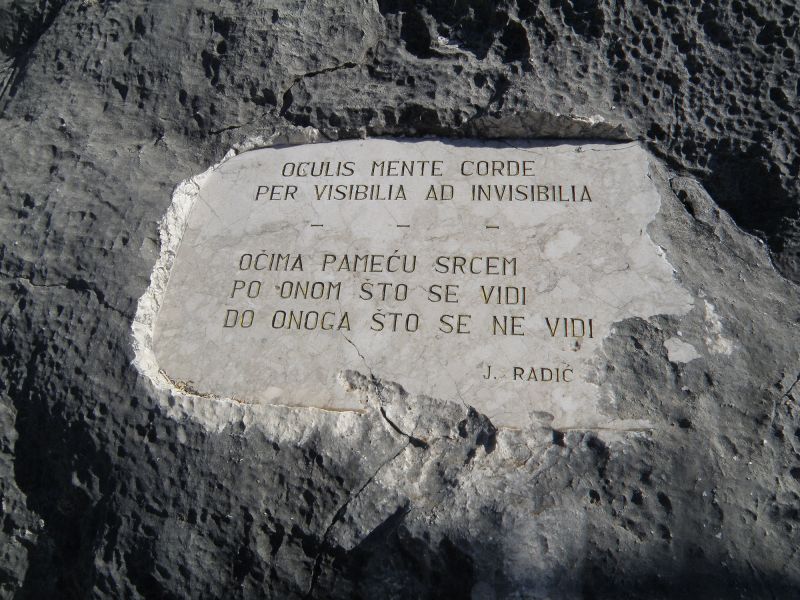 OCULIS MENTE CORDE
PER VISIBILIA AD INVISIBILIA
– – –
OČIMA PAMEĆU SRCEM
PO ONOM ŠTO SE VIDI
DO ONOGA ŠTO SE NE VIDI
J. RADIĆ